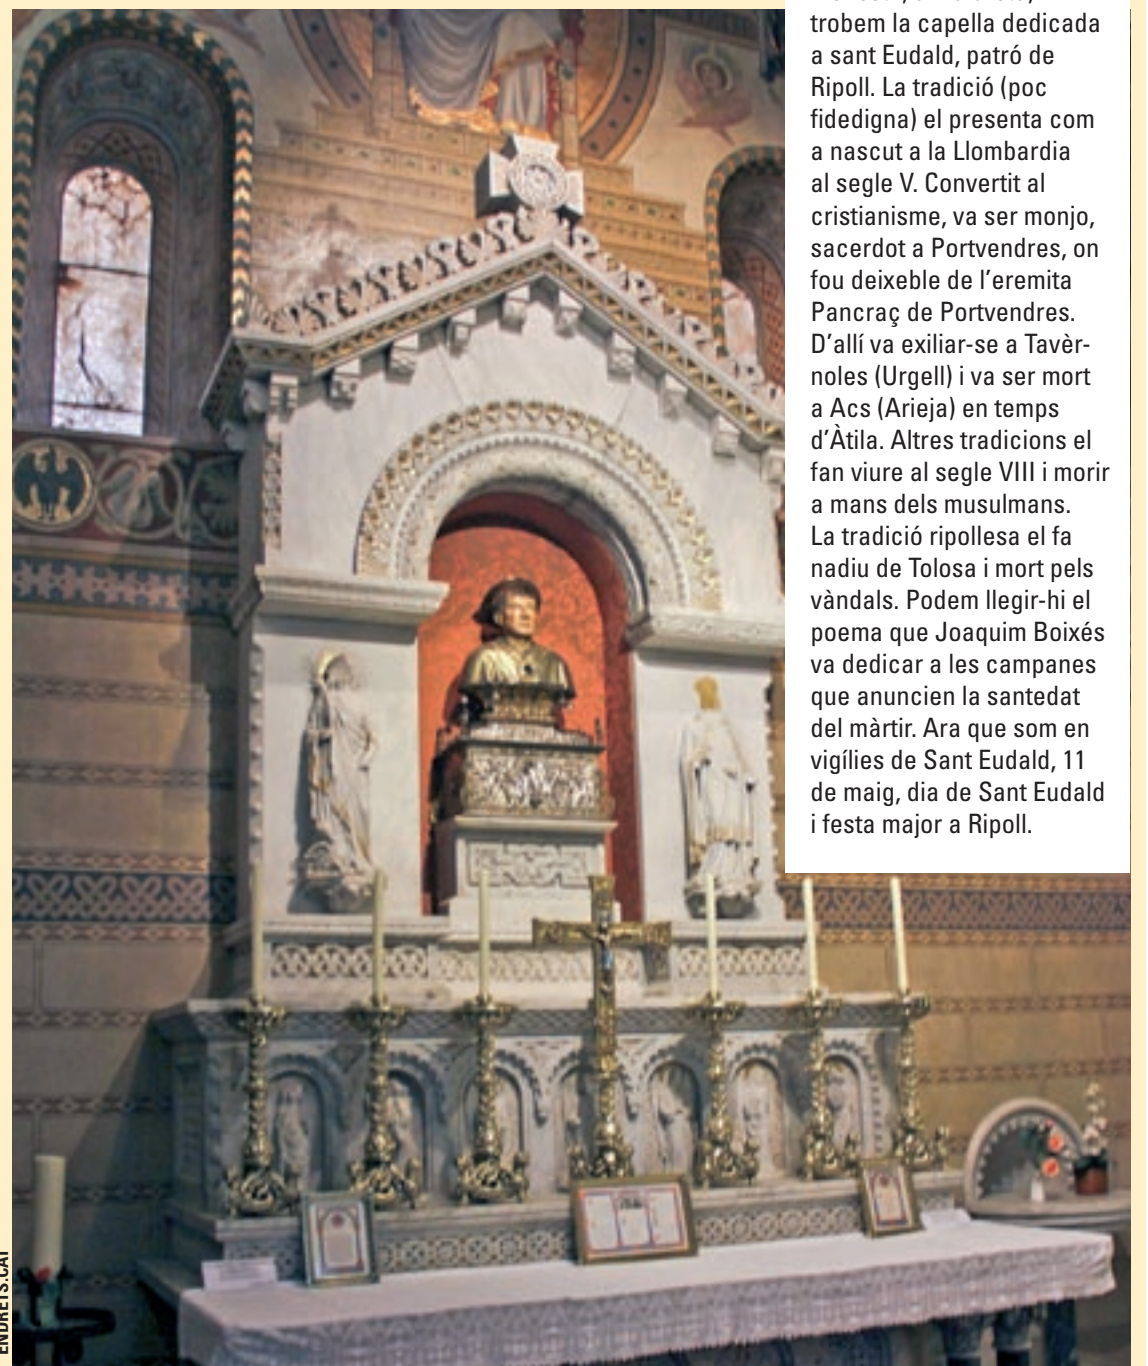 trobem la capella dedicada
a sant Eudald, patró de
Ripoll. La tradició (poc
fidedigna) el presenta com
a nascut a la Llombardia
al segle V. Convertit al
cristianisme, va ser monjo,
sacerdot a Portvendres, on
fou deixeble de l’eremita
Pancraç de Portvendres.
D’allí va exiliar-se a Tavèr-
noles (Urgell) i va ser mort
a Acs (Arieja) en temps
d’Àtila. Altres tradicions el
fan viure al segle VIII i morir
a mans dels musulmans.
La tradició ripollesa el fa
nadiu de Tolosa i mort pels
vàndals. Podem llegir-hi el
poema que Joaquim Boixés
va dedicar a les campanes
que anuncien la santedat
del màrtir. Ara que som en
vigílies de Sant Eudald, 11
de maig, dia de Sant Eudald
i festa major a Ripoll.
ENDRETS.CAT